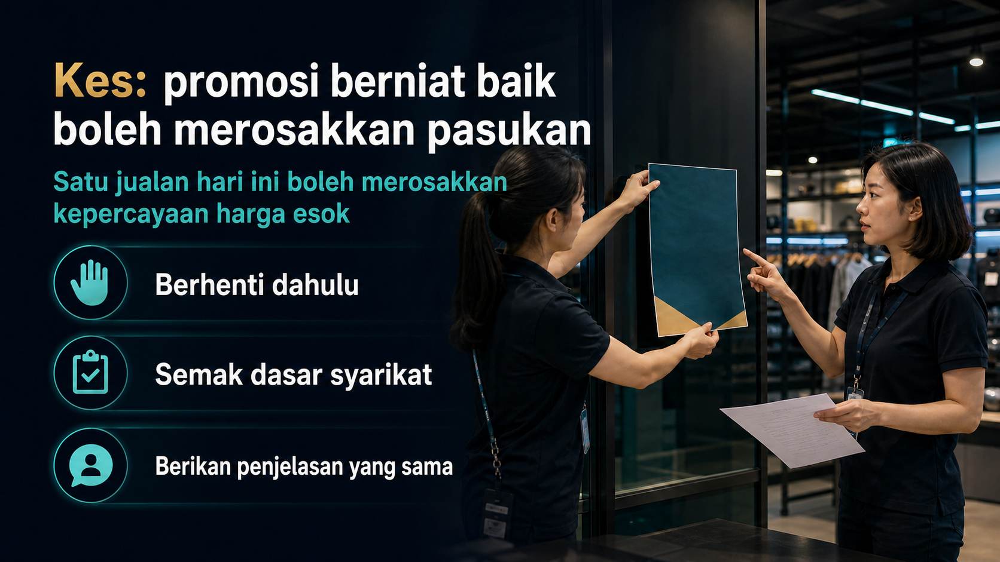 Kes: promosi berniat baik
boleh merosakkan pasukan
Satu jualan hari ini boleh merosakkan
kepercayaan harga esok
Berhenti dahulu
Semak dasar syarikat
Berikan penjelasan yang sama